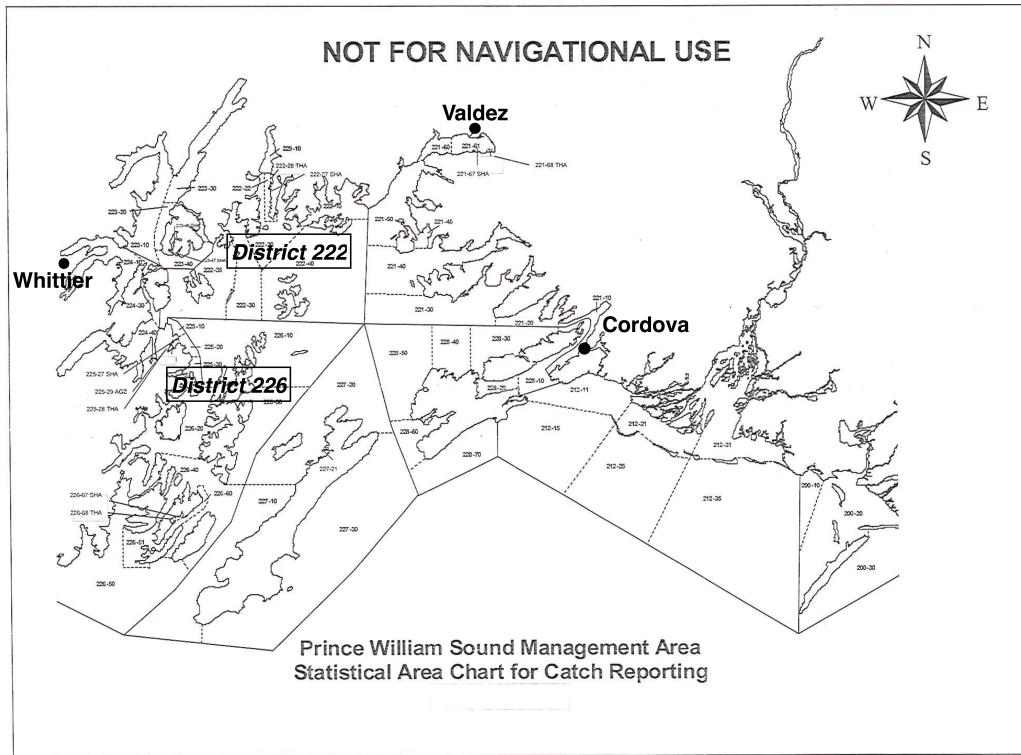 NOT FOR NAVIGATIONAL USE
N
W
E
S
Valdez
221-60
221-61
221-67 SHA
221-68 THA
229-10
222-28 THA
222-27 SHA
222-22
223-30
223-20
223-10
224-10
223-40
222-35
222-20
District 222
222-40
222-30
221-50
221-45
221-40
221-30
221-20
221-10
Whittier
224-30
224-40
225-10
225-20
225-30
226-10
225-27 SHA
225-29 AGZ
225-28 THA
District 226
Cordova
228-50
228-40
228-30
228-20
228-10
212-11
227-20
226-20
228-60
228-70
212-15
212-21
212-31
226-40
226-60
227-21
212-25
226-67 SHA
226-68 THA
227-10
212-35
200-10
200-20
227-30
226-51
226-50
200-30
Prince William Sound Management Area
Statistical Area Chart for Catch Reporting